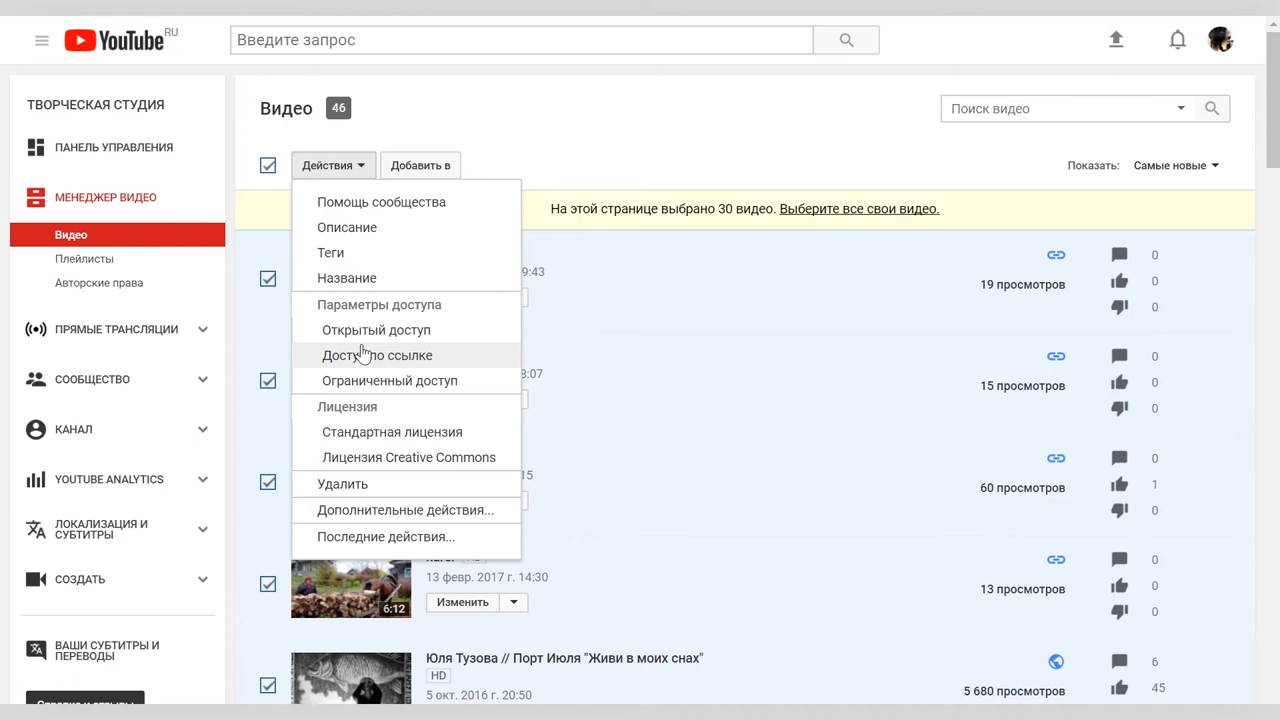 YouTube RU
Введите запрос
ТВОРЧЕСКАЯ СТУДИЯ
ПАНЕЛЬ УПРАВЛЕНИЯ
МЕНЕДЖЕР ВИДЕО
Видео
Плейлисты
Авторские права
ПРЯМЫЕ ТРАНСЛЯЦИИ
СООБЩЕСТВО
КАНАЛ
YOUTUBE ANALYTICS
ЛОКАЛИЗАЦИЯ И
СУБТИТРЫ
СОЗДАТЬ
ВАШИ СУБТИТРЫ И
ПЕРЕВОДЫ
Видео 46
Поиск видео
Действия
Добавить в
Показать: Самые новые
На этой странице выбрано 30 видео. Выберите все свои видео.
Помощь сообщества
Описание
Теги
Название
Параметры доступа
Открытый доступ
Доступ по ссылке
Ограниченный доступ
Лицензия
Стандартная лицензия
Лицензия Creative Commons
Удалить
Дополнительные действия...
Последние действия...
9:43
19 просмотров
0
0
0
8:07
15 просмотров
0
0
0
15
60 просмотров
0
1
0
6:12
13 февр. 2017 г. 14:30
Изменить
13 просмотров
0
0
0
Юля Тузова // Порт Июля "Живи в моих снах"
HD
5 окт. 2016 г. 20:50
5 680 просмотров
6
45